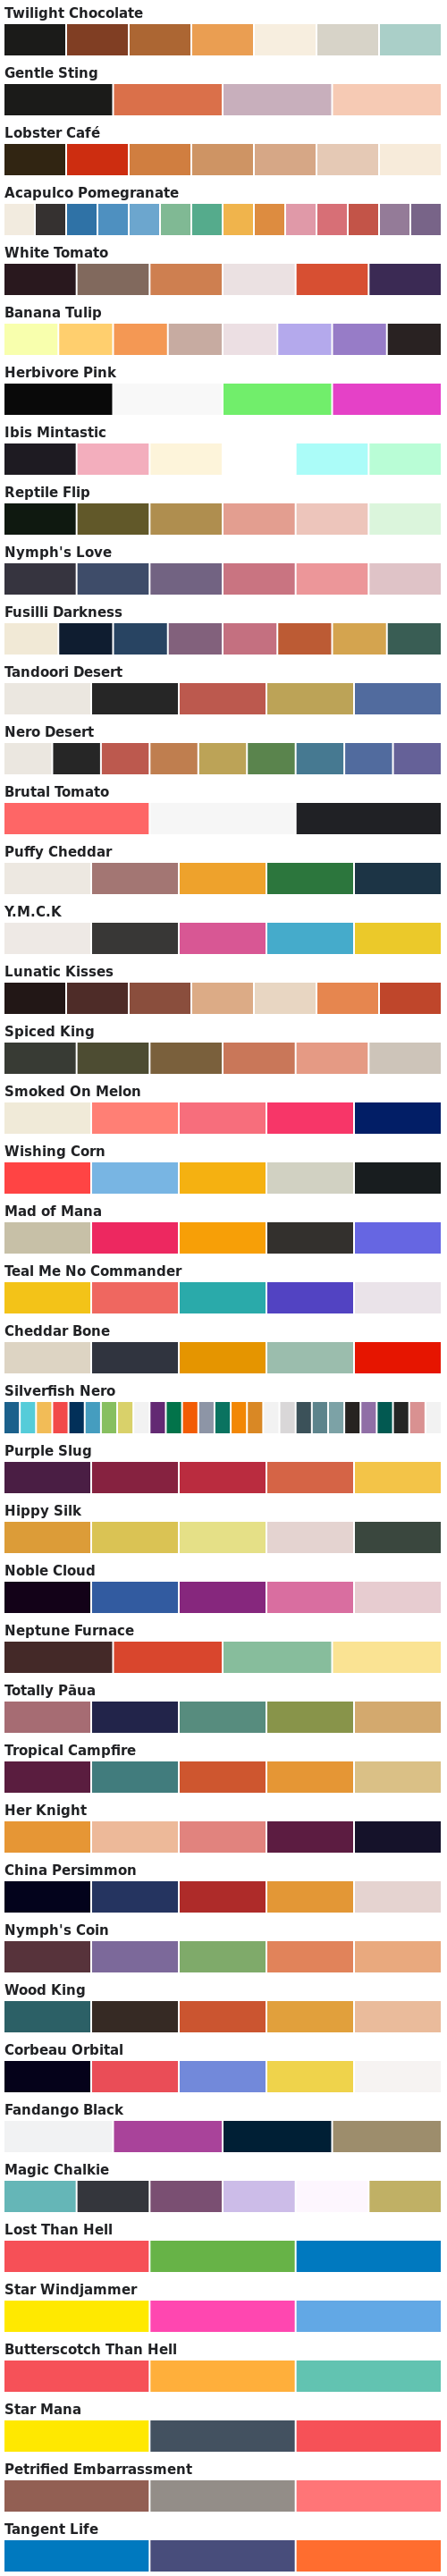 Twilight Chocolate
Gentle Sting
Lobster Café
Acapulco Pomegranate
White Tomato
Banana Tulip
Herbivore Pink
Ibis Mintastic
Reptile Flip
Nymph's Love
Fusilli Darkness
Tandoori Desert
Nero Desert
Brutal Tomato
Puffy Cheddar
Y.M.C.K
Lunatic Kisses
Spiced King
Smoked On Melon
Wishing Corn
Mad of Mana
Teal Me No Commander
Cheddar Bone
Silverfish Nero
Purple Slug
Hippy Silk
Noble Cloud
Neptune Furnace
Totally Pāua
Tropical Campfire
Her Knight
China Persimmon
Nymph's Coin
Wood King
Corbeau Orbital
Fandango Black
Magic Chalkie
Lost Than Hell
Star Windjammer
Butterscotch Than Hell
Star Mana
Petrified Embarrassment
Tangent Life